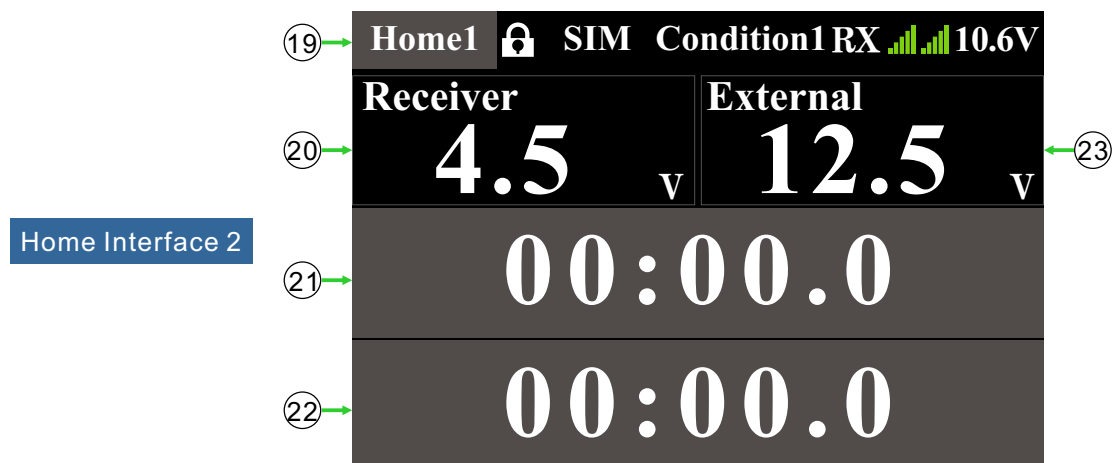 19 Home1 SIM Condition1 RX 10.6V
Receiver External
20 4.5 V 12.5 V 23
Home Interface 2
21 00:00.0
22 00:00.0